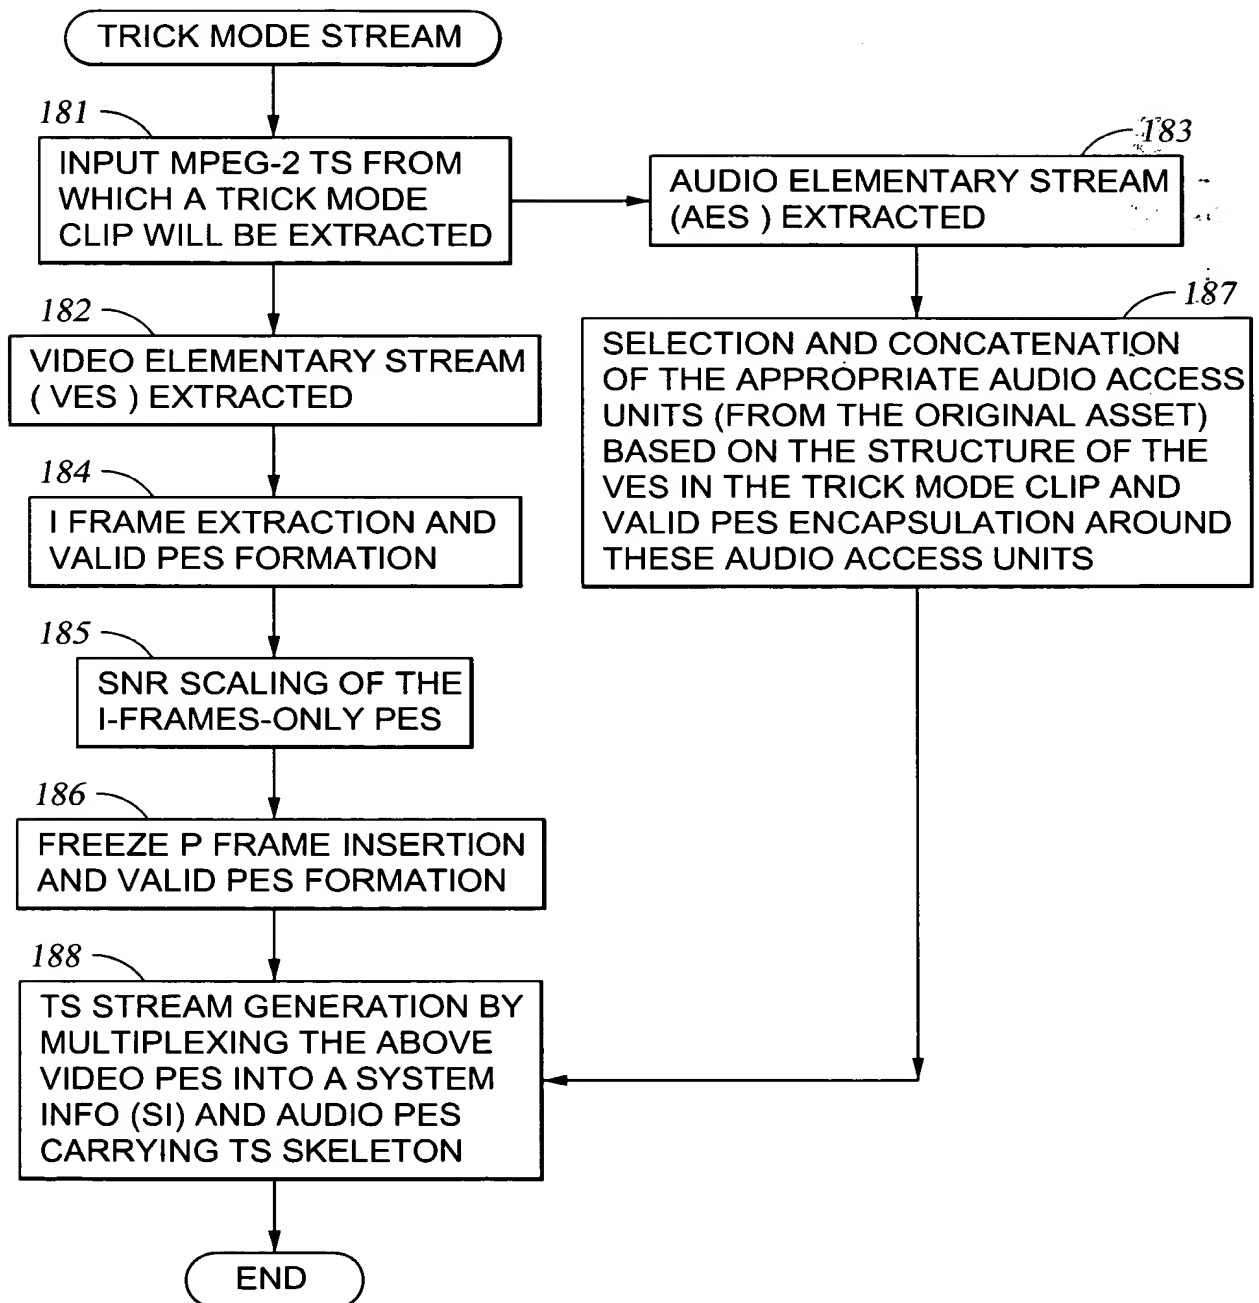 TRICK MODE STREAM
181
INPUT MPEG-2 TS FROM
WHICH A TRICK MODE
CLIP WILL BE EXTRACTED
183
AUDIO ELEMENTARY STREAM
(AES ) EXTRACTED
182
VIDEO ELEMENTARY STREAM
( VES ) EXTRACTED
187
SELECTION AND CONCATENATION
OF THE APPROPRIATE AUDIO ACCESS
UNITS (FROM THE ORIGINAL ASSET)
BASED ON THE STRUCTURE OF THE
VES IN THE TRICK MODE CLIP AND
VALID PES ENCAPSULATION AROUND
THESE AUDIO ACCESS UNITS
184
I FRAME EXTRACTION AND
VALID PES FORMATION
185
SNR SCALING OF THE
I-FRAMES-ONLY PES
186
FREEZE P FRAME INSERTION
AND VALID PES FORMATION
188
TS STREAM GENERATION BY
MULTIPLEXING THE ABOVE
VIDEO PES INTO A SYSTEM
INFO (SI) AND AUDIO PES
CARRYING TS SKELETON
END